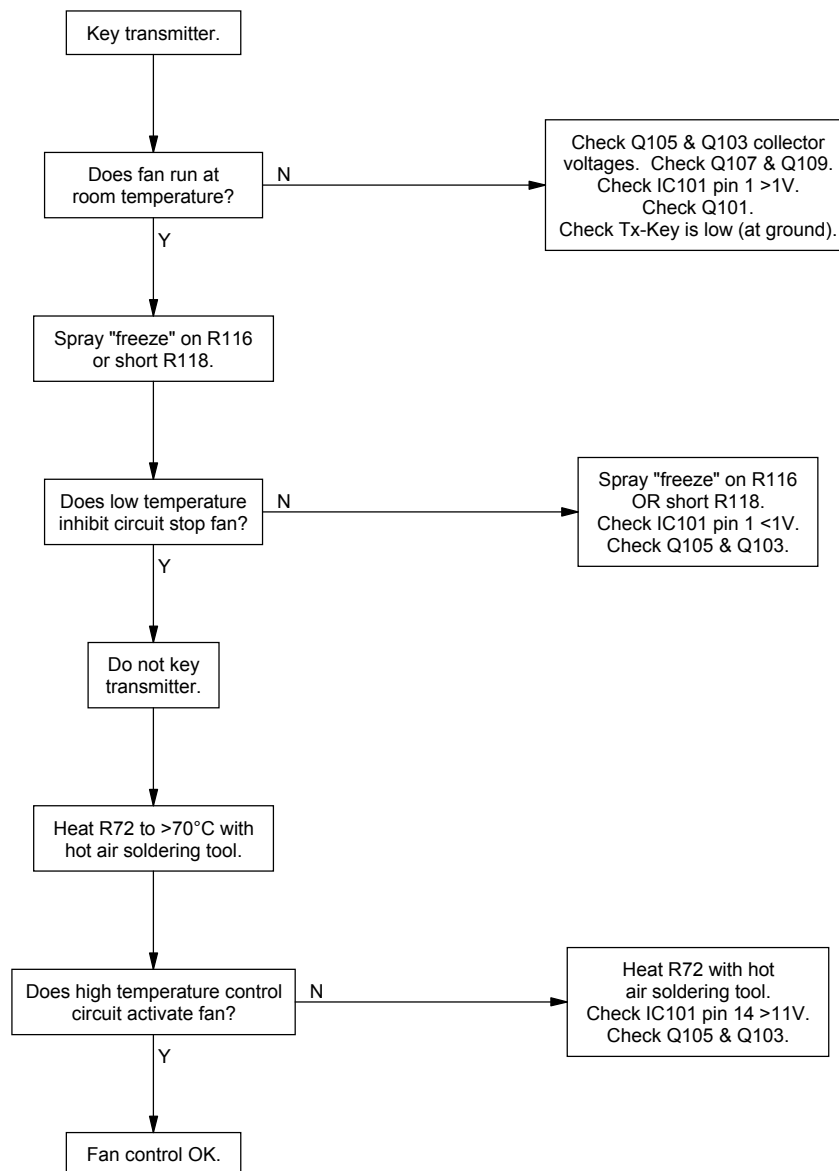 Key transmitter.
Does fan run at
room temperature?
N
Check Q105 & Q103 collector
voltages.  Check Q107 & Q109.
Check IC101 pin 1 >1V.
Check Q101.
Check Tx-Key is low (at ground).
Y
Spray "freeze" on R116
or short R118.
Does low temperature
inhibit circuit stop fan?
N
Spray "freeze" on R116
OR short R118.
Check IC101 pin 1 <1V.
Check Q105 & Q103.
Y
Do not key
transmitter.
Heat R72 to >70°C with
hot air soldering tool.
Does high temperature control
circuit activate fan?
N
Heat R72 with hot
air soldering tool.
Check IC101 pin 14 >11V.
Check Q105 & Q103.
Y
Fan control OK.